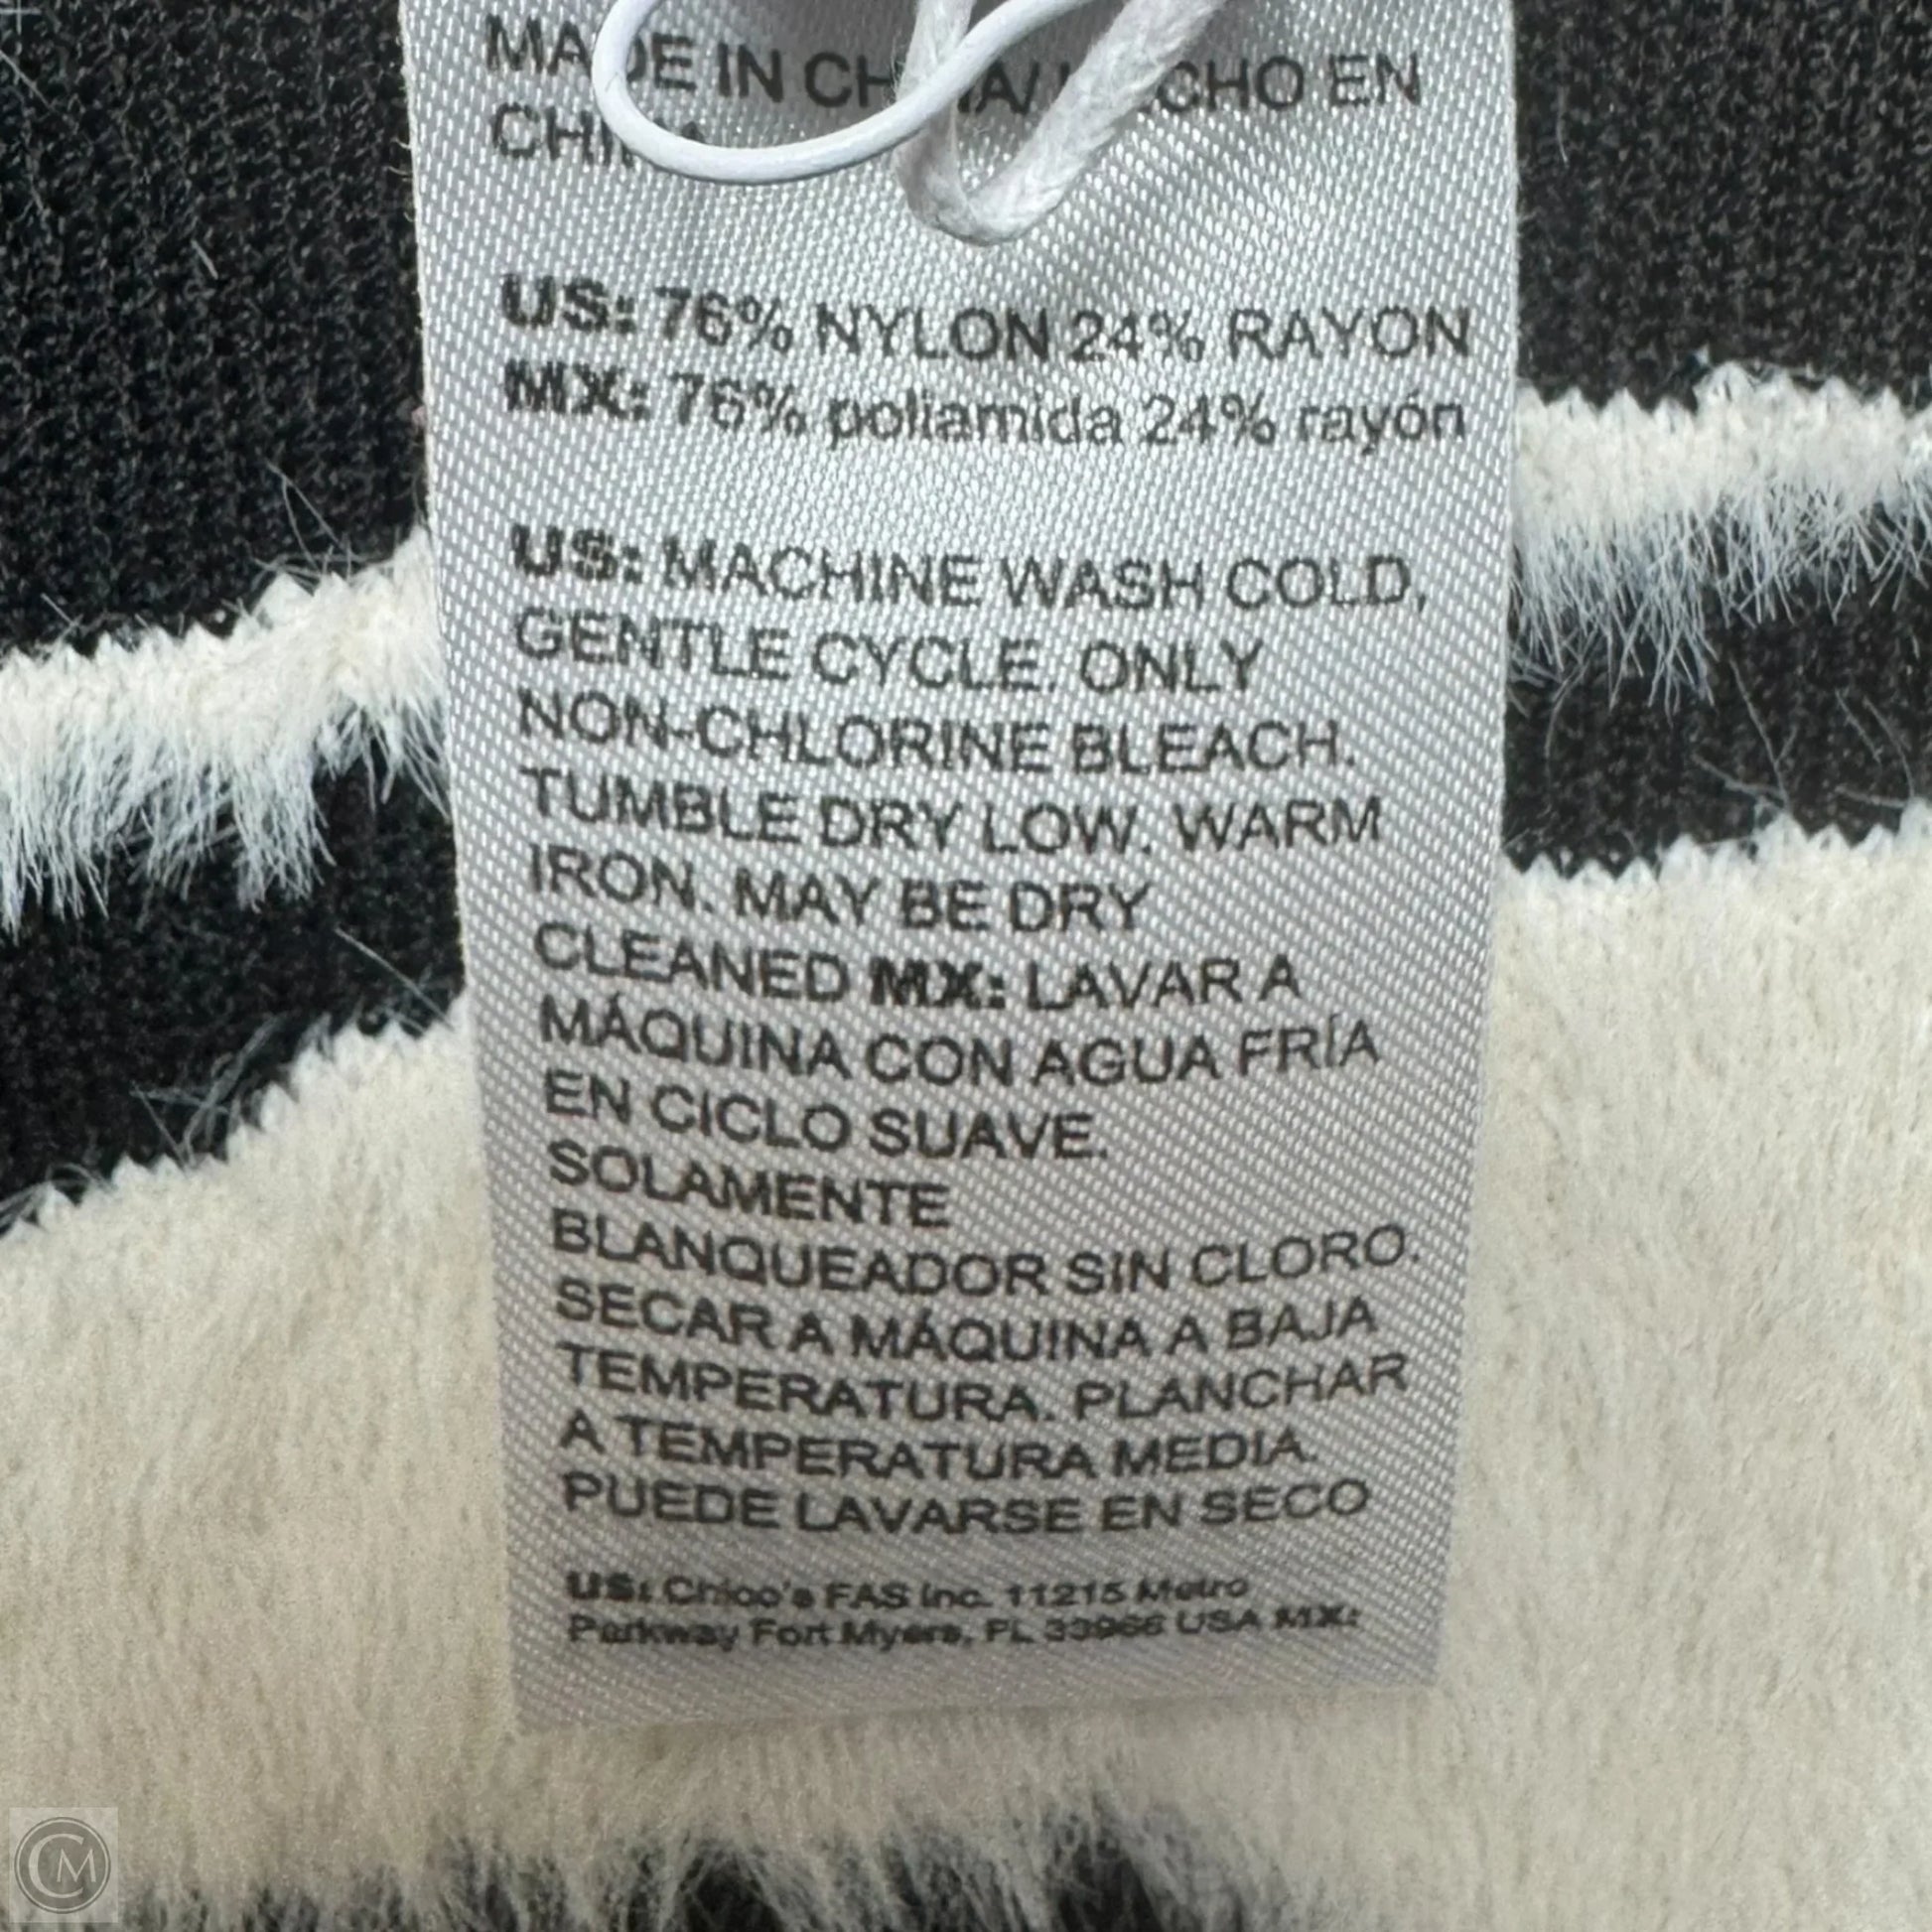 MADE IN CHINA/ HECHO EN
CHINA
US: 76% NYLON 24% RAYON
MX: 76% poliamida 24% rayón
US: MACHINE WASH COLD,
GENTLE CYCLE. ONLY
NON-CHLORINE BLEACH.
TUMBLE DRY LOW. WARM
IRON. MAY BE DRY
CLEANED MX: LAVAR A
MÁQUINA CON AGUA FRÍA
EN CICLO SUAVE.
SOLAMENTE
BLANQUEADOR SIN CLORO.
SECAR A MÁQUINA A BAJA
TEMPERATURA. PLANCHAR
A TEMPERATURA MEDIA.
PUEDE LAVARSE EN SECO
US: Chico's FAS Inc. 11215 Metro
Parkway Fort Myers, FL 33966 USA MX:
CM